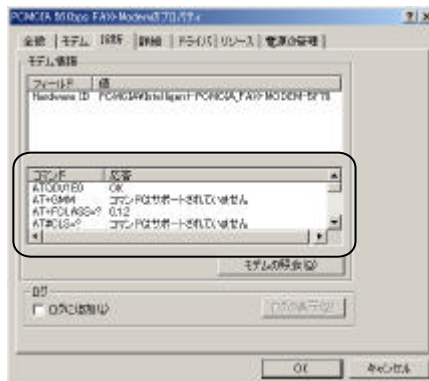 PCMCIA 56Kbps FAX-Modemのプロパティ
全般 モデム 診断 詳細 ドライバ リソース 電源の管理
モデム情報
フィールド 値
Hardware ID
コマンド 応答
ATQ0V1E0 OK
AT+GMM コマンドはサポートされていません
AT+FCLASS=? 0,1,2
AT#CLS=? コマンドはサポートされていません
モデムの照会(Q)
ログ
ログに追加(U)
ログの表示(V)
OK キャンセル